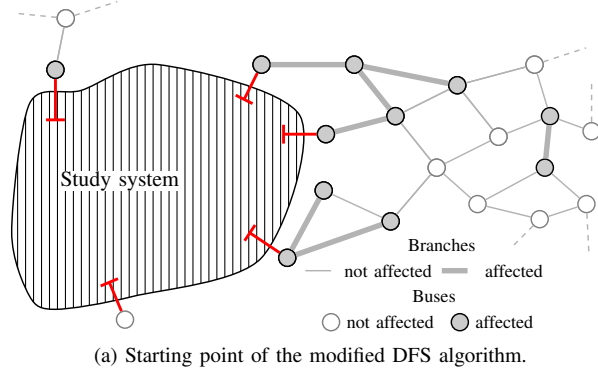 Study system
Branches
not affected affected
Buses
not affected affected
(a) Starting point of the modified DFS algorithm.